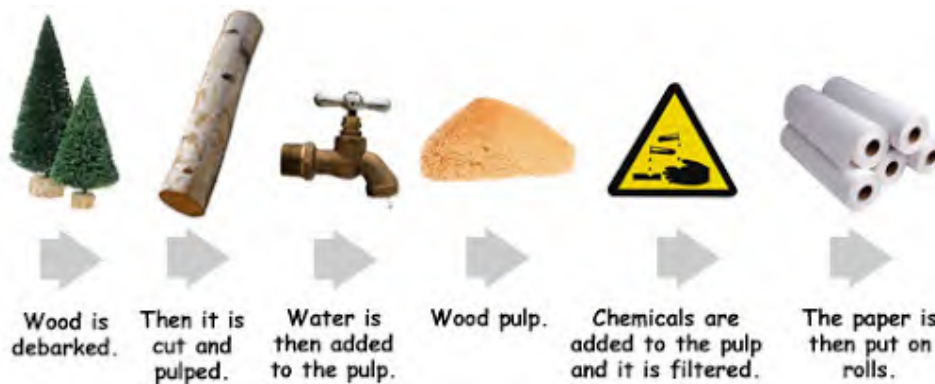 Wood is
debarked.
Then it is
cut and
pulped.
Water is
then added
to the pulp.
Wood pulp.
Chemicals are
added to the pulp
and it is filtered.
The paper is
then put on
rolls.